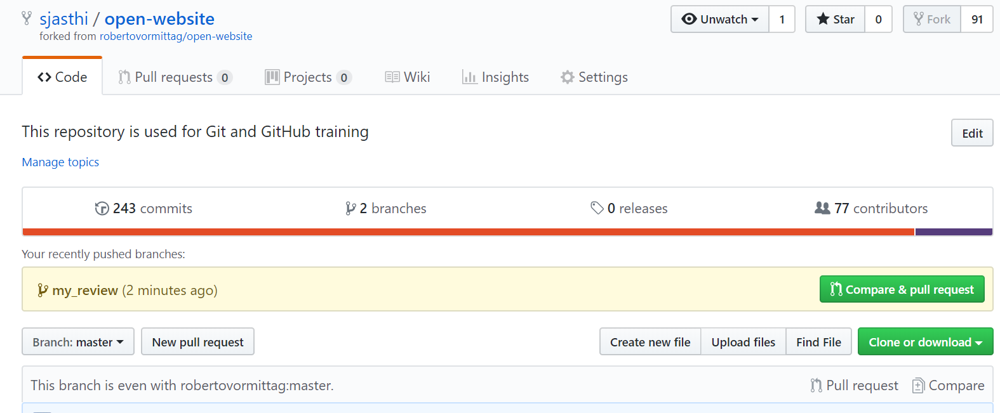 sjasthi / open-website
forked from robertovormittag/open-website
Unwatch 1 Star 0 Fork 91
Code Pull requests 0 Projects 0 Wiki Insights Settings
This repository is used for Git and GitHub training
Edit
Manage topics
243 commits 2 branches 0 releases 77 contributors
Your recently pushed branches:
my_review (2 minutes ago) Compare & pull request
Branch: master New pull request Create new file Upload files Find File Clone or download
This branch is even with robertovormittag:master. Pull request Compare